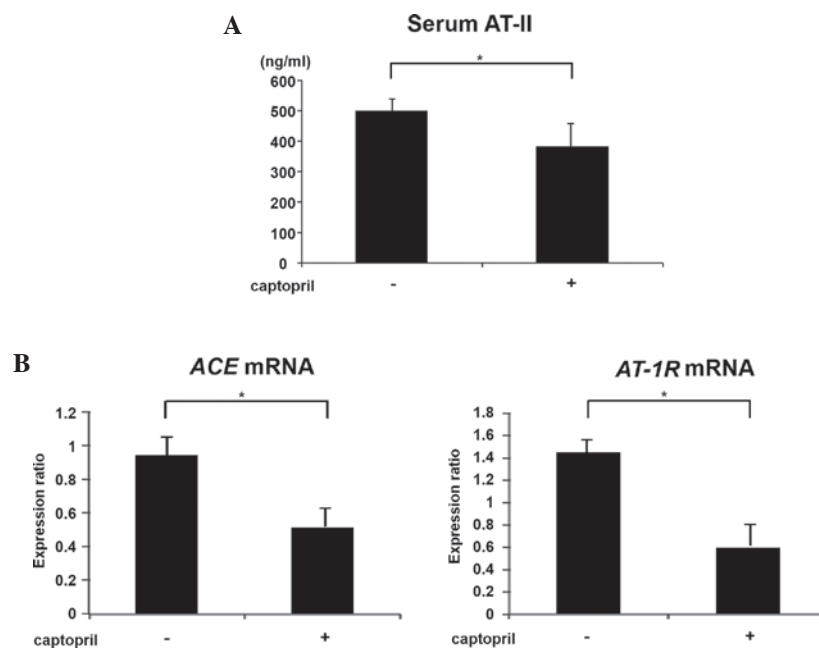 A
Serum AT-II
(ng/ml)
*
600
500
400
300
200
100
0
captopril - +
B
ACE mRNA
*
1.2
1
0.8
0.6
0.4
0.2
0
Expression ratio
captopril - +
AT-1R mRNA
*
1.8
1.6
1.4
1.2
1
0.8
0.6
0.4
0.2
0
Expression ratio
captopril - +